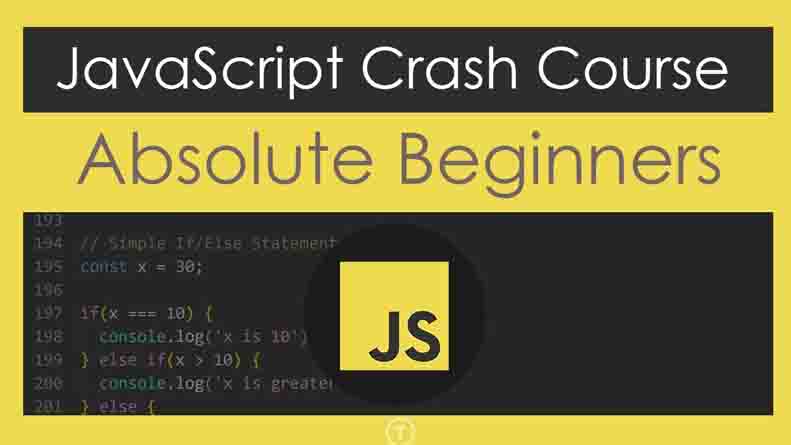 JavaScript Crash Course
Absolute Beginners
193
194 // Simple If/Else Statement
195 const x = 30;
196
197 if(x === 10) {
198 console.log('x is 10')
199 } else if(x > 10) {
200 console.log('x is greater
201 } else {
JS
T